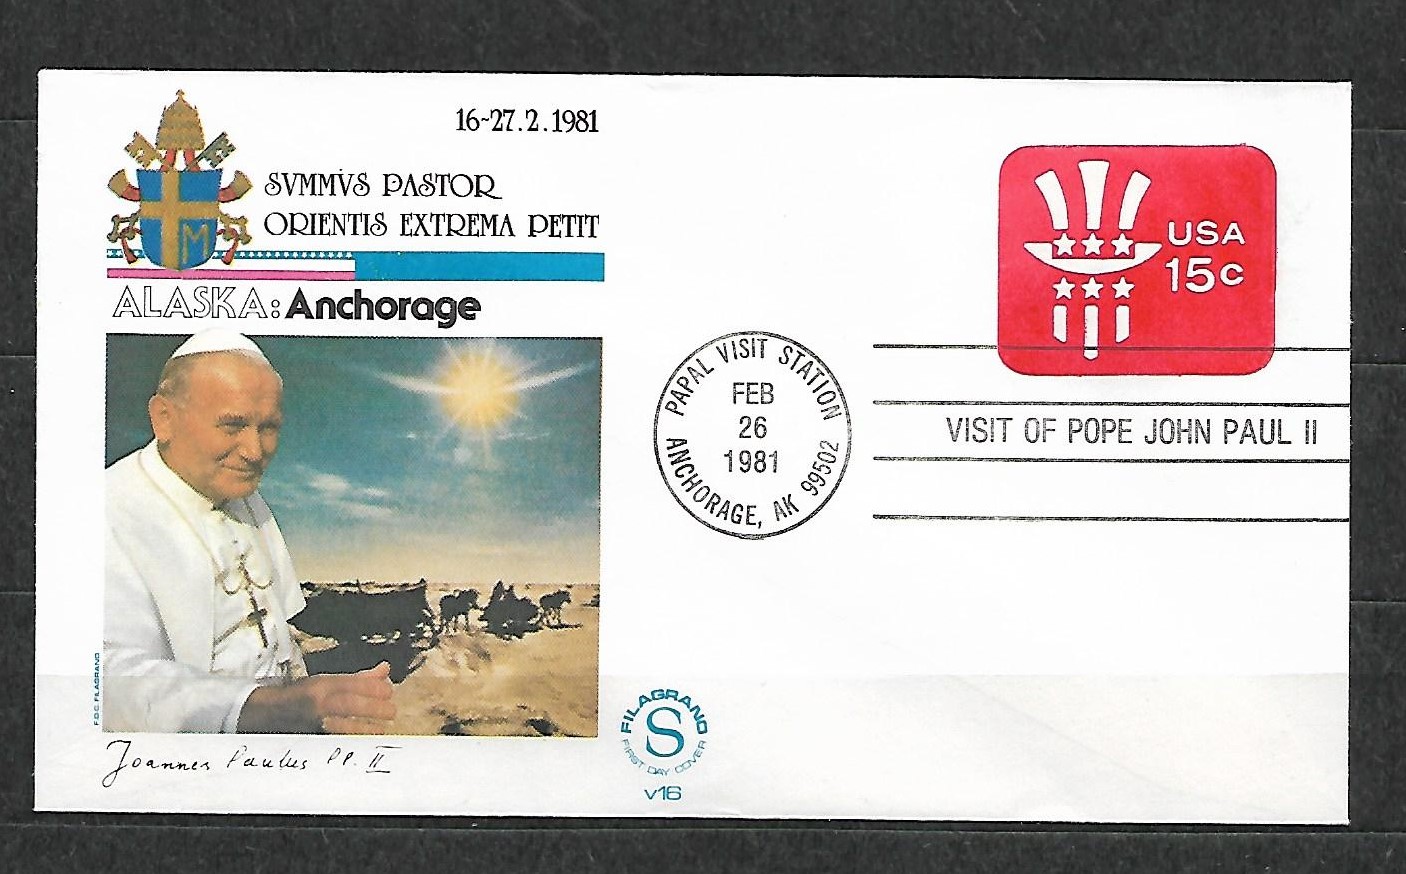 16-27.2.1981
SVMMVS PASTOR
ORIENTIS EXTREMA PETIT
M
ALASKA: Anchorage
USA
15c
PAPAL VISIT STATION
FEB
26
1981
ANCHORAGE, AK 99502
VISIT OF POPE JOHN PAUL II
F.D.C. FILAGRANO
Joannes Paulus PP. II
FILAGRANO
S
FIRST DAY COVER
V16